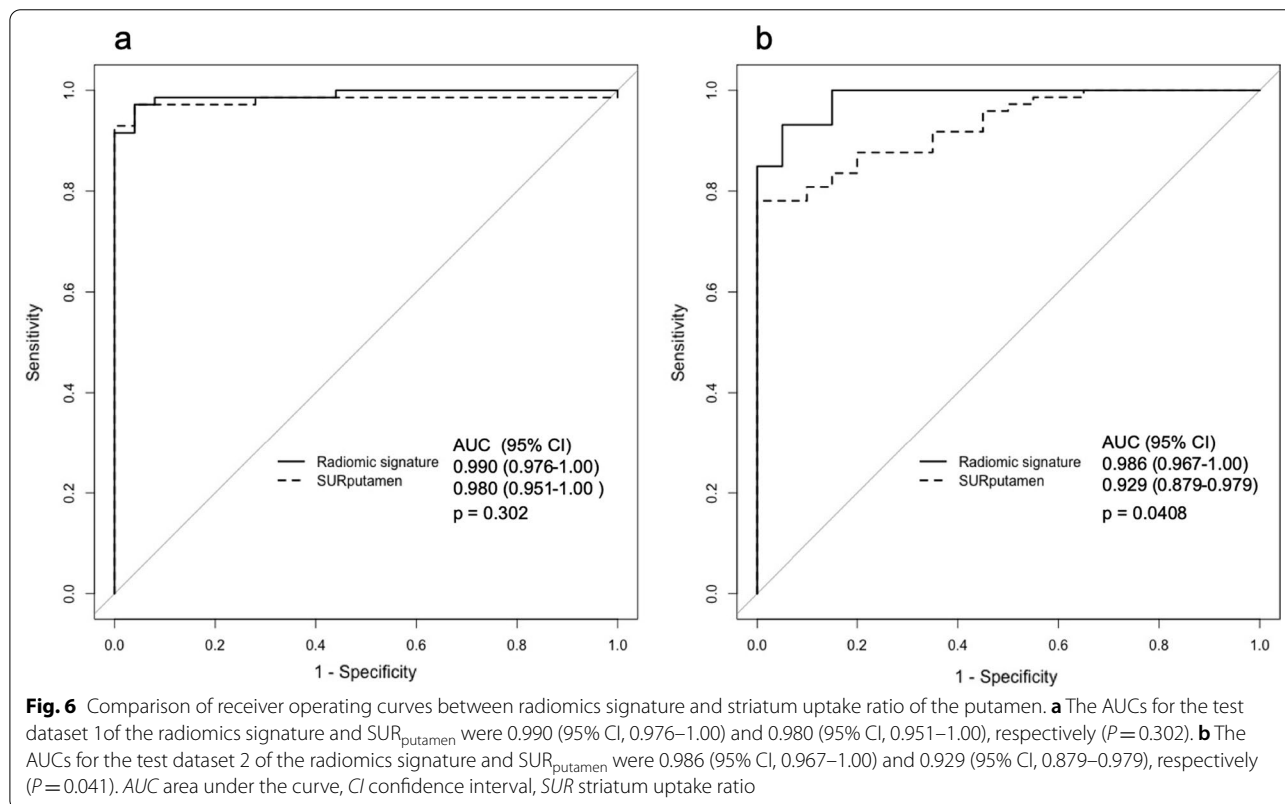 a
1.0
0.8
0.6
0.4
0.2
0.0
Sensitivity
AUC (95% CI)
Radiomic signature 0.990 (0.976-1.00)
SURputamen 0.980 (0.951-1.00 )
p = 0.302
0.0 0.2 0.4 0.6 0.8 1.0
1 - Specificity
b
1.0
0.8
0.6
0.4
0.2
0.0
Sensitivity
AUC (95% CI)
Radiomic signature 0.986 (0.967-1.00)
SURputamen 0.929 (0.879-0.979)
p = 0.0408
0.0 0.2 0.4 0.6 0.8 1.0
1 - Specificity
Fig. 6 Comparison of receiver operating curves between radiomics signature and striatum uptake ratio of the putamen. a The AUCs for the test
dataset 1of the radiomics signature and SURputamen were 0.990 (95% CI, 0.976–1.00) and 0.980 (95% CI, 0.951–1.00), respectively (P = 0.302). b The
AUCs for the test dataset 2 of the radiomics signature and SURputamen were 0.986 (95% CI, 0.967–1.00) and 0.929 (95% CI, 0.879–0.979), respectively
(P = 0.041). AUC area under the curve, CI confidence interval, SUR striatum uptake ratio